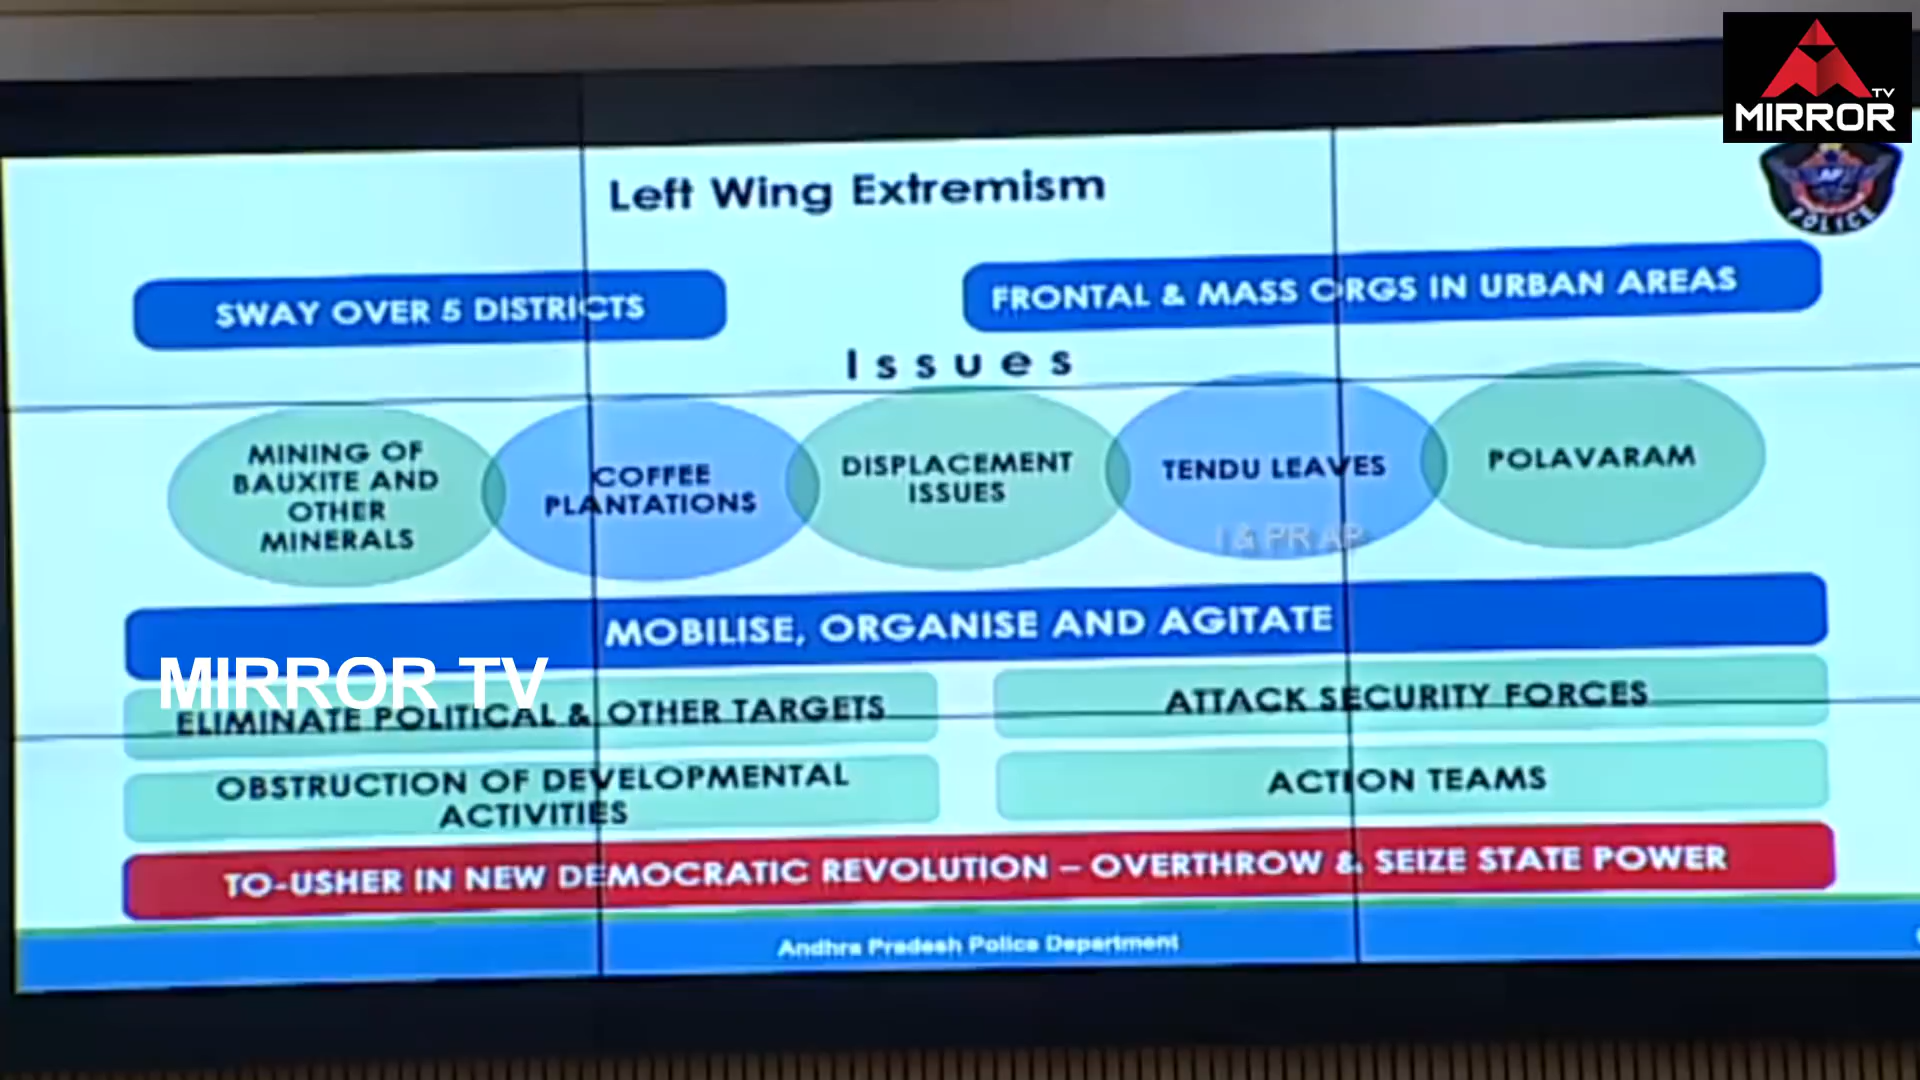 TV
MIRROR
AP
POLICE
Left Wing Extremism
SWAY OVER 5 DISTRICTS
FRONTAL & MASS ORGS IN URBAN AREAS
Issues
MINING OF
BAUXITE AND
OTHER
MINERALS
COFFEE
PLANTATIONS
DISPLACEMENT
ISSUES
TENDU LEAVES
POLAVARAM
I & PR AP
MOBILISE, ORGANISE AND AGITATE
MIRROR TV
ELIMINATE POLITICAL & OTHER TARGETS
ATTACK SECURITY FORCES
OBSTRUCTION OF DEVELOPMENTAL
ACTIVITIES
ACTION TEAMS
TO-USHER IN NEW DEMOCRATIC REVOLUTION – OVERTHROW & SEIZE STATE POWER
Andhra Pradesh Police Department